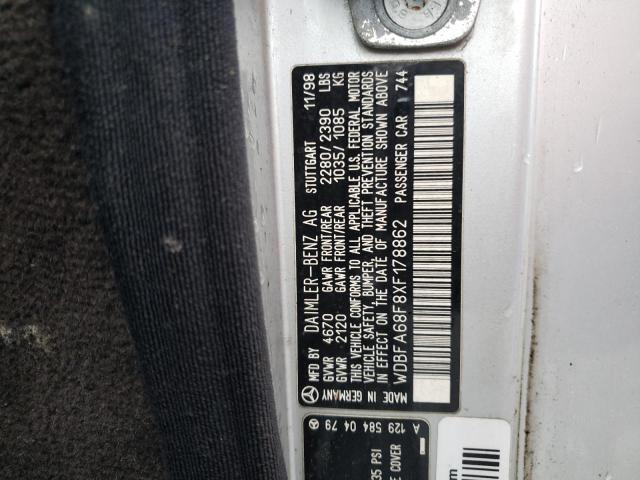 MADE IN GERMANY
MFD BY DAIMLER-BENZ AG STUTTGART 11/98
GVWR 4670 GAWR FRONT/REAR 2280/2390 LBS
GVWR 2120 GAWR FRONT/REAR 1035/1085 KG
THIS VEHICLE CONFORMS TO ALL APPLICABLE U.S. FEDERAL MOTOR
VEHICLE SAFETY, BUMPER, AND THEFT PREVENTION STANDARDS
IN EFFECT ON THE DATE OF MANUFACTURE SHOWN ABOVE
WDBFA68F8XF178862 PASSENGER CAR 744
A 129 584 04 79
35 PSI
E COVER